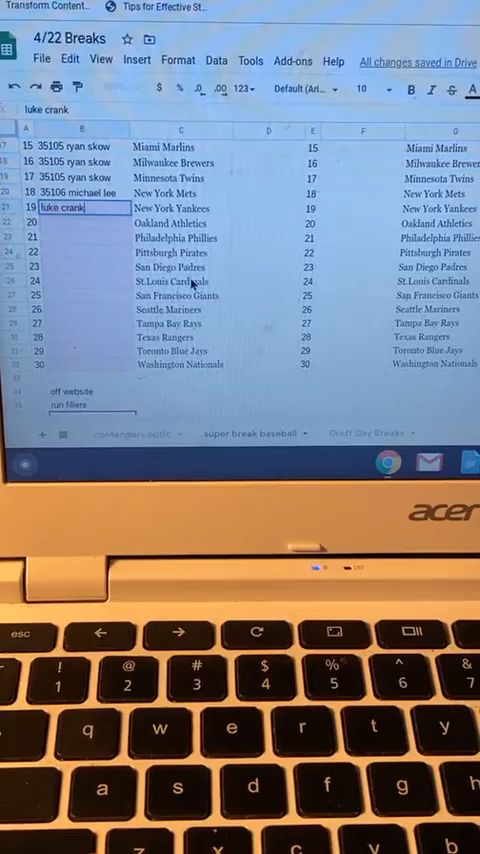 Transform Content... Tips for Effective St...
4/22 Breaks
File Edit View Insert Format Data Tools Add-ons Help All changes saved in Drive
100% $ % .0 .00 123 Default (Ari... 10 B I S A
luke crank
A B C D E F G
17 15 35105 ryan skow Miami Marlins 15 Miami Marlins
18 16 35105 ryan skow Milwaukee Brewers 16 Milwaukee Brewer
19 17 35105 ryan skow Minnesota Twins 17 Minnesota Twins
20 18 35106 michael lee New York Mets 18 New York Mets
21 19 luke crank New York Yankees 19 New York Yankees
22 20 Oakland Athletics 20 Oakland Athletics
23 21 Philadelphia Phillies 21 Philadelphia Phillies
24 22 Pittsburgh Pirates 22 Pittsburgh Pirates
25 23 San Diego Padres 23 San Diego Padres
26 24 St.Louis Cardinals 24 St.Louis Cardinals
27 25 San Francisco Giants 25 San Francisco Giants
28 26 Seattle Mariners 26 Seattle Mariners
29 27 Tampa Bay Rays 27 Tampa Bay Rays
30 28 Texas Rangers 28 Texas Rangers
31 29 Toronto Blue Jays 29 Toronto Blue Jays
32 30 Washington Nationals 30 Washington Nationals
33
34 off website
35 run fillers
contenders optic super break baseball Draft Day Breaks
acer
esc
! @ # $ % ^ &
1 2 3 4 5 6 7
q w e r t y
a s d f g h
z x c v b